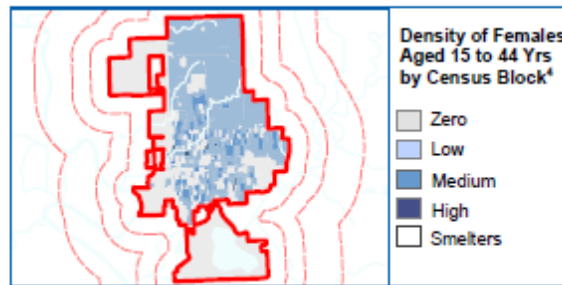 Density of Females
Aged 15 to 44 Yrs
by Census Block⁴
Zero
Low
Medium
High
Smelters